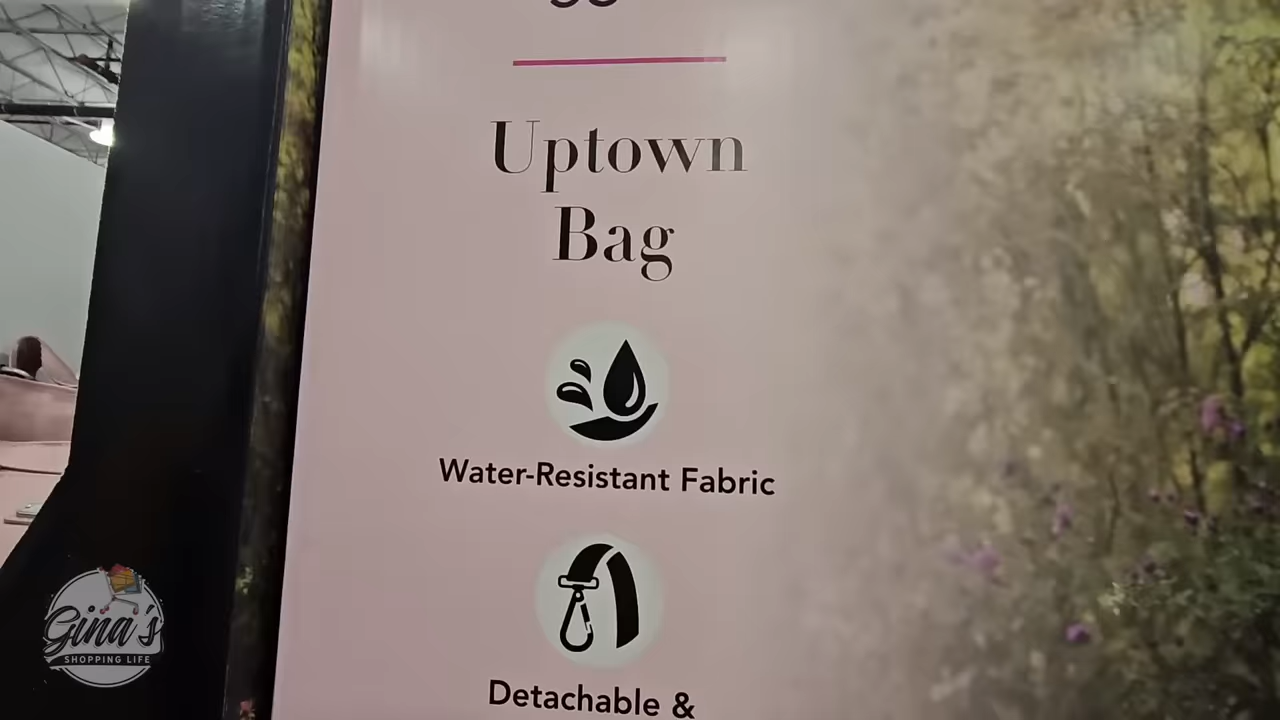 Uptown
Bag
Water-Resistant Fabric
Detachable &
Gina's
SHOPPING LIFE